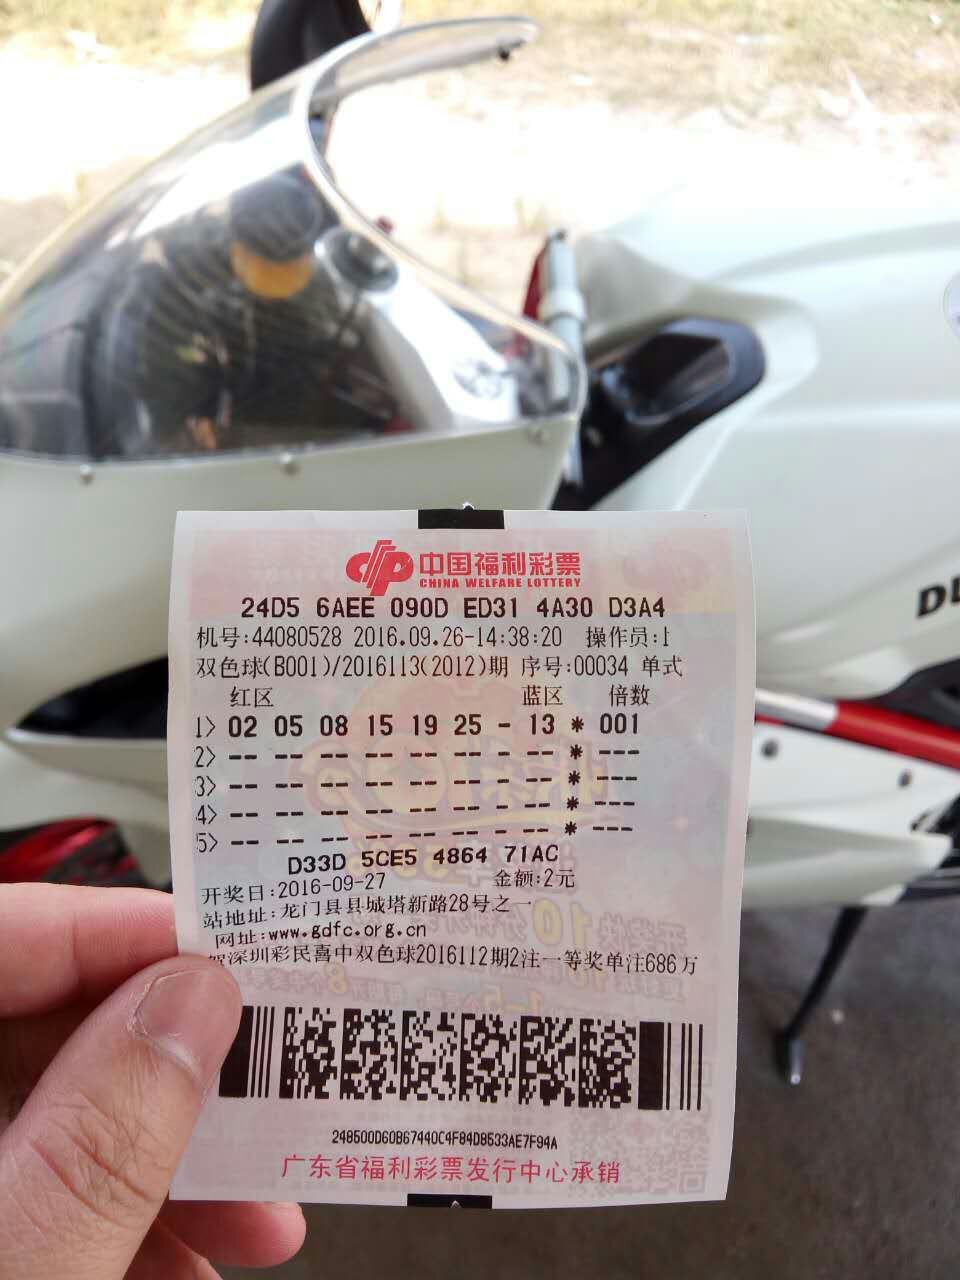 中国福利彩票
CHINA WELFARE LOTTERY
24D5 6AEE 090D ED31 4A30 D3A4
机号:44080528 2016.09.26-14:38:20 操作员:1
双色球(B001)/2016113(2012)期 序号:00034 单式
红区 蓝区 倍数
1> 02 05 08 15 19 25 - 13 * 001
2> -- -- -- -- -- -- - -- * ---
3> -- -- -- -- -- -- - -- * ---
4> -- -- -- -- -- -- - -- * ---
5> -- -- -- -- -- -- - -- * ---
D33D 5CE5 4864 71AC
开奖日:2016-09-27 金额:2元
站地址:龙门县县城塔新路28号之一
网址:www.gdfc.org.cn
贺深圳彩民喜中双色球2016112期2注一等奖单注686万
248500D60B67440C4F84D8533AE7F94A
广东省福利彩票发行中心承销